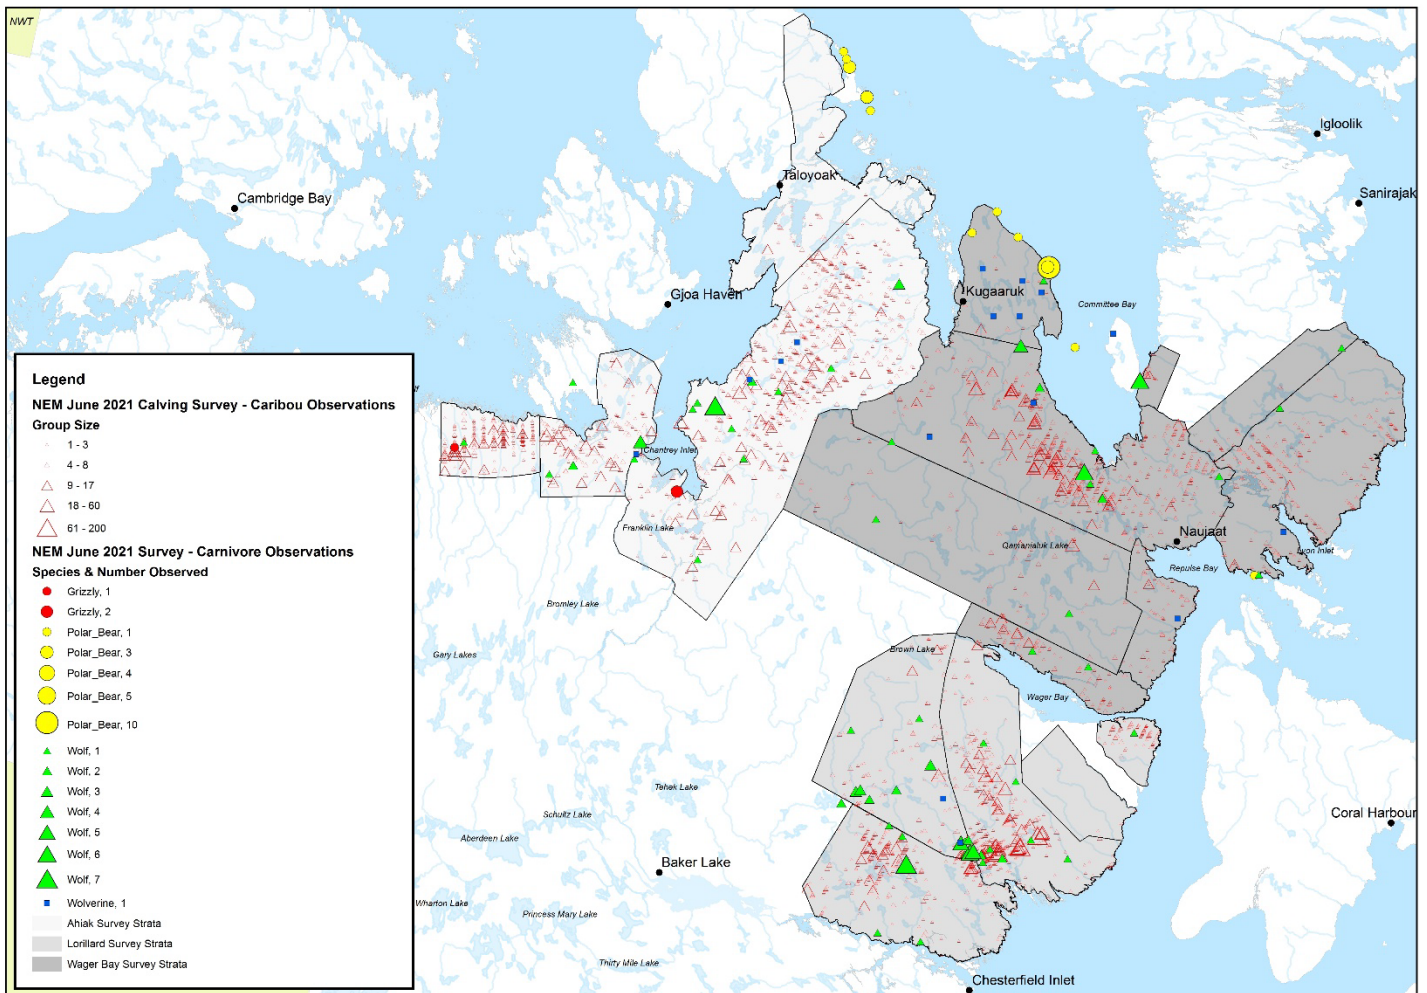 NWT
Igloolik
Taloyoak
Sanirajak
Cambridge Bay
Gjoa Haven
Kugaaruk
Committee Bay
Legend
NEM June 2021 Calving Survey - Caribou Observations
Group Size
1 - 3
4 - 8
9 - 17
18 - 60
61 - 200
NEM June 2021 Survey - Carnivore Observations
Species & Number Observed
Grizzly, 1
Grizzly, 2
Polar_Bear, 1
Polar_Bear, 3
Polar_Bear, 4
Polar_Bear, 5
Polar_Bear, 10
Wolf, 1
Wolf, 2
Wolf, 3
Wolf, 4
Wolf, 5
Wolf, 6
Wolf, 7
Wolverine, 1
Ahiak Survey Strata
Lorillard Survey Strata
Wager Bay Survey Strata
Chantrey Inlet
Franklin Lake
Naujaat
Qamanialuk Lake
Lyon Inlet
Repulse Bay
Bromley Lake
Gary Lakes
Brown Lake
Wager Bay
Tehek Lake
Schultz Lake
Aberdeen Lake
Coral Harbour
Baker Lake
Wharton Lake
Princess Mary Lake
Thirty Mile Lake
Chesterfield Inlet